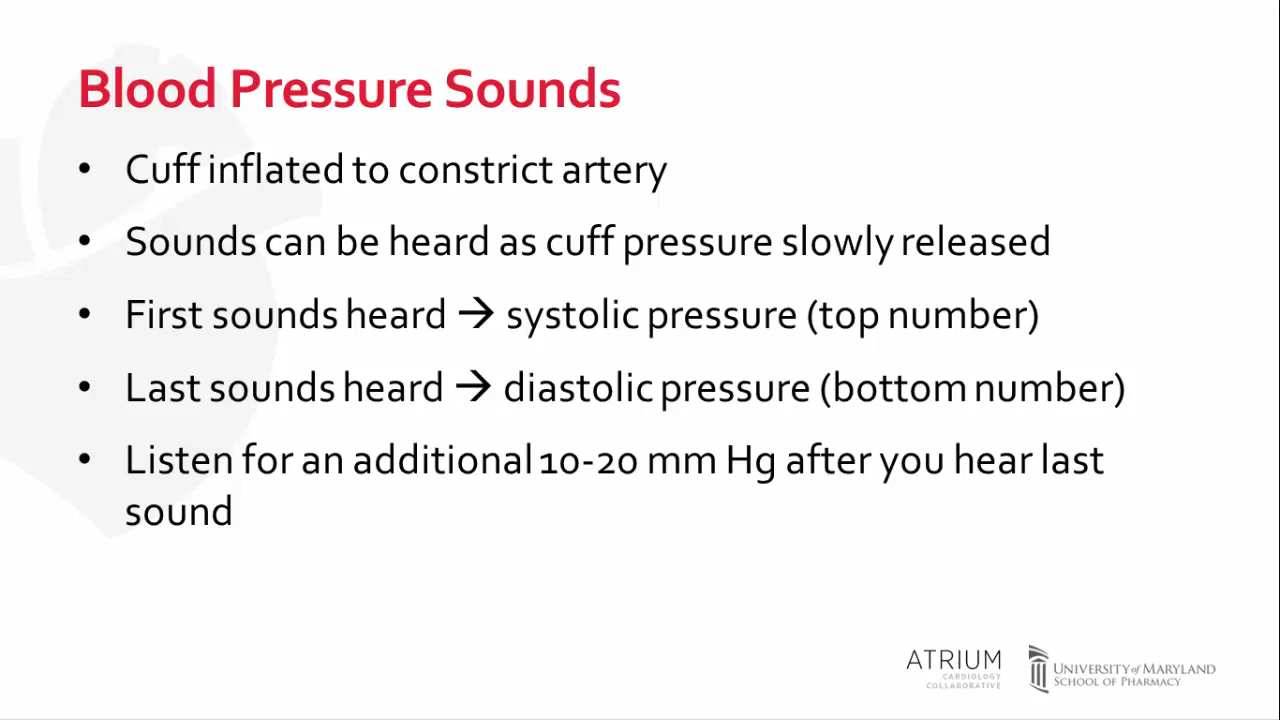 Blood Pressure Sounds
• Cuff inflated to constrict artery
• Sounds can be heard as cuff pressure slowly released
• First sounds heard → systolic pressure (top number)
• Last sounds heard → diastolic pressure (bottom number)
• Listen for an additional 10-20 mm Hg after you hear last
sound
ATRIUM
CARDIOLOGY
COLLABORATIVE
UNIVERSITY of MARYLAND
SCHOOL OF PHARMACY